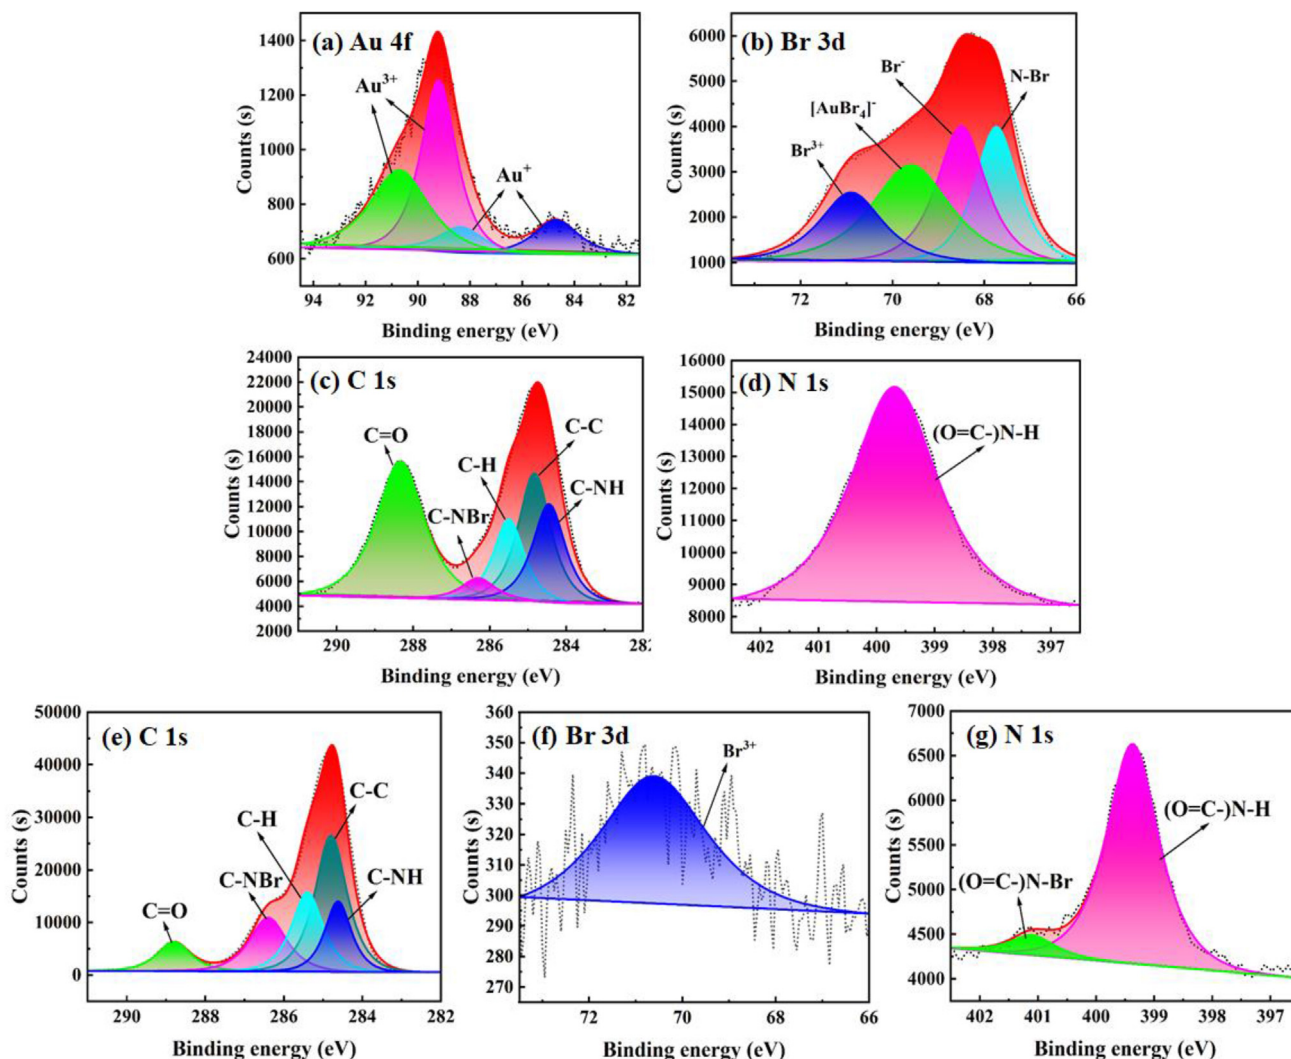 (a) Au 4f
Au³⁺
Au⁺
Counts (s)
1400
1200
1000
800
600
94 92 90 88 86 84 82
Binding energy (eV)
(b) Br 3d
Br⁻
N-Br
[AuBr₄]⁻
Br³⁺
Counts (s)
6000
5000
4000
3000
2000
1000
72 70 68 66
Binding energy (eV)
(c) C 1s
C=O
C-C
C-H
C-NH
C-NBr
Counts (s)
24000
22000
20000
18000
16000
14000
12000
10000
8000
6000
4000
2000
290 288 286 284
Binding energy (eV)
(d) N 1s
(O=C-)N-H
Counts (s)
16000
15000
14000
13000
12000
11000
10000
9000
8000
402 401 400 399 398 397
Binding energy (eV)
(e) C 1s
C-C
C-H
C-NBr
C-NH
C=O
Counts (s)
50000
40000
30000
20000
10000
0
290 288 286 284 282
Binding energy (eV)
(f) Br 3d
Br³⁺
Counts (s)
360
350
340
330
320
310
300
290
280
270
72 70 68 66
Binding energy (eV)
(g) N 1s
(O=C-)N-H
(O=C-)N-Br
Counts (s)
7000
6500
6000
5500
5000
4500
4000
402 401 400 399 398 397
Binding energy (eV)